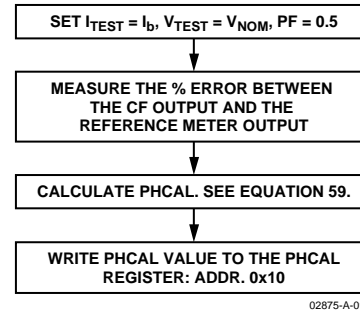 SET ITEST = Ib, VTEST = VNOM, PF = 0.5
MEASURE THE % ERROR BETWEEN
THE CF OUTPUT AND THE
REFERENCE METER OUTPUT
CALCULATE PHCAL. SEE EQUATION 59.
WRITE PHCAL VALUE TO THE PHCAL
REGISTER: ADDR. 0x10
02875-A-0